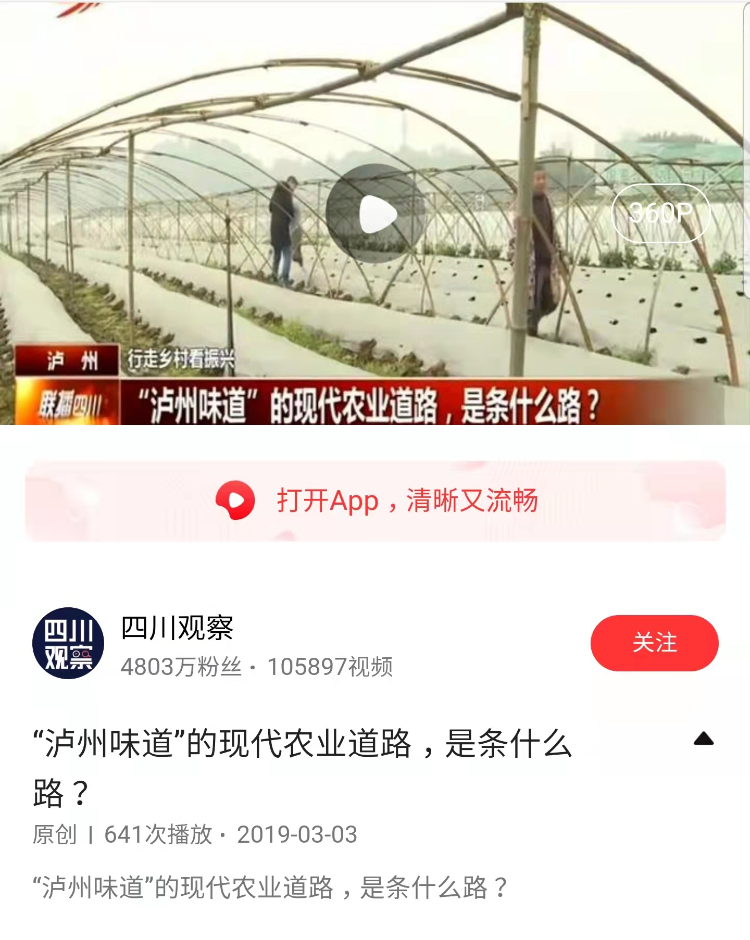 360P
泸州
行走乡村看振兴
联播四川
“泸州味道”的现代农业道路，是条什么路？
打开App，清晰又流畅
四川观察
四川观察
4803万粉丝· 105897视频
关注
“泸州味道”的现代农业道路，是条什么
路？
原创 | 641次播放· 2019-03-03
“泸州味道”的现代农业道路，是条什么路？